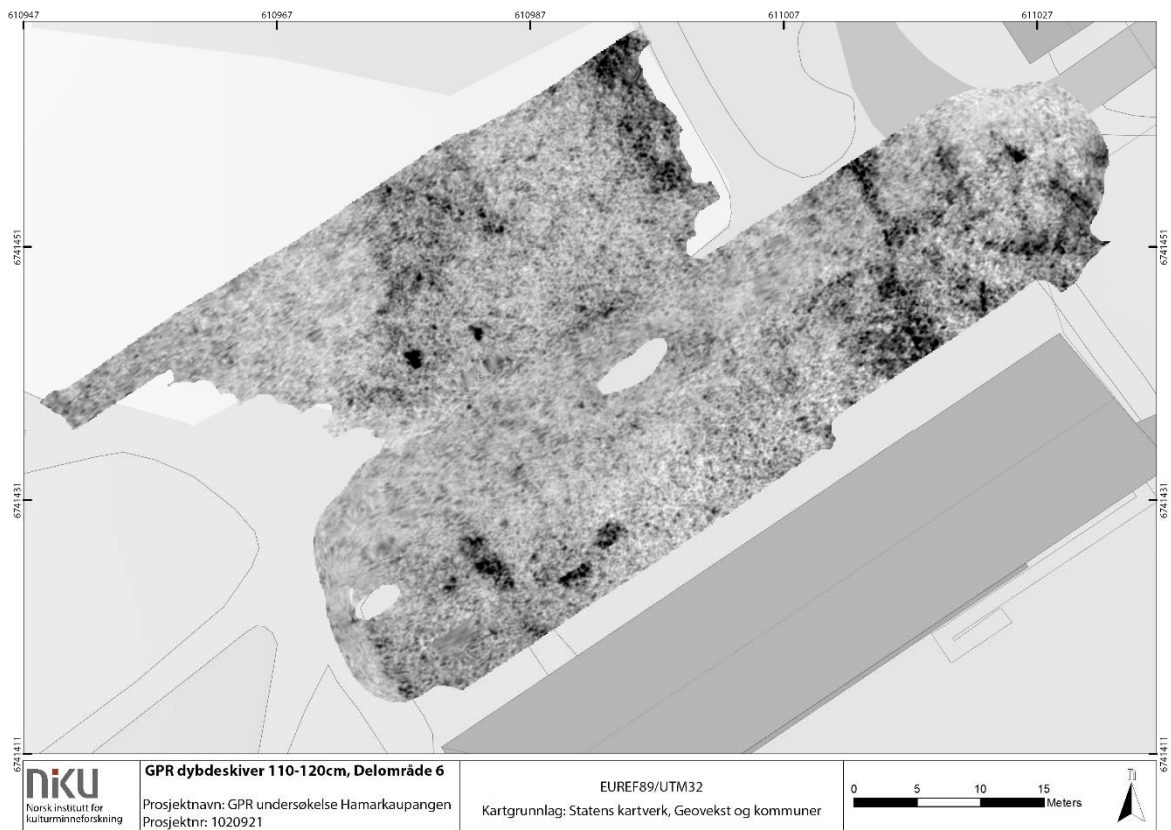 610947 610967 610987 611007 611027
6741451 6741451
6741431 6741431
6741411 6741411
niku
Norsk institutt for
kulturminneforskning
GPR dybdeskiver 110-120cm, Delområde 6
Prosjektnavn: GPR undersøkelse Hamarkaupangen
Prosjektnr: 1020921
EUREF89/UTM32
Kartgrunnlag: Statens kartverk, Geovekst og kommuner
0 5 10 15
Meters